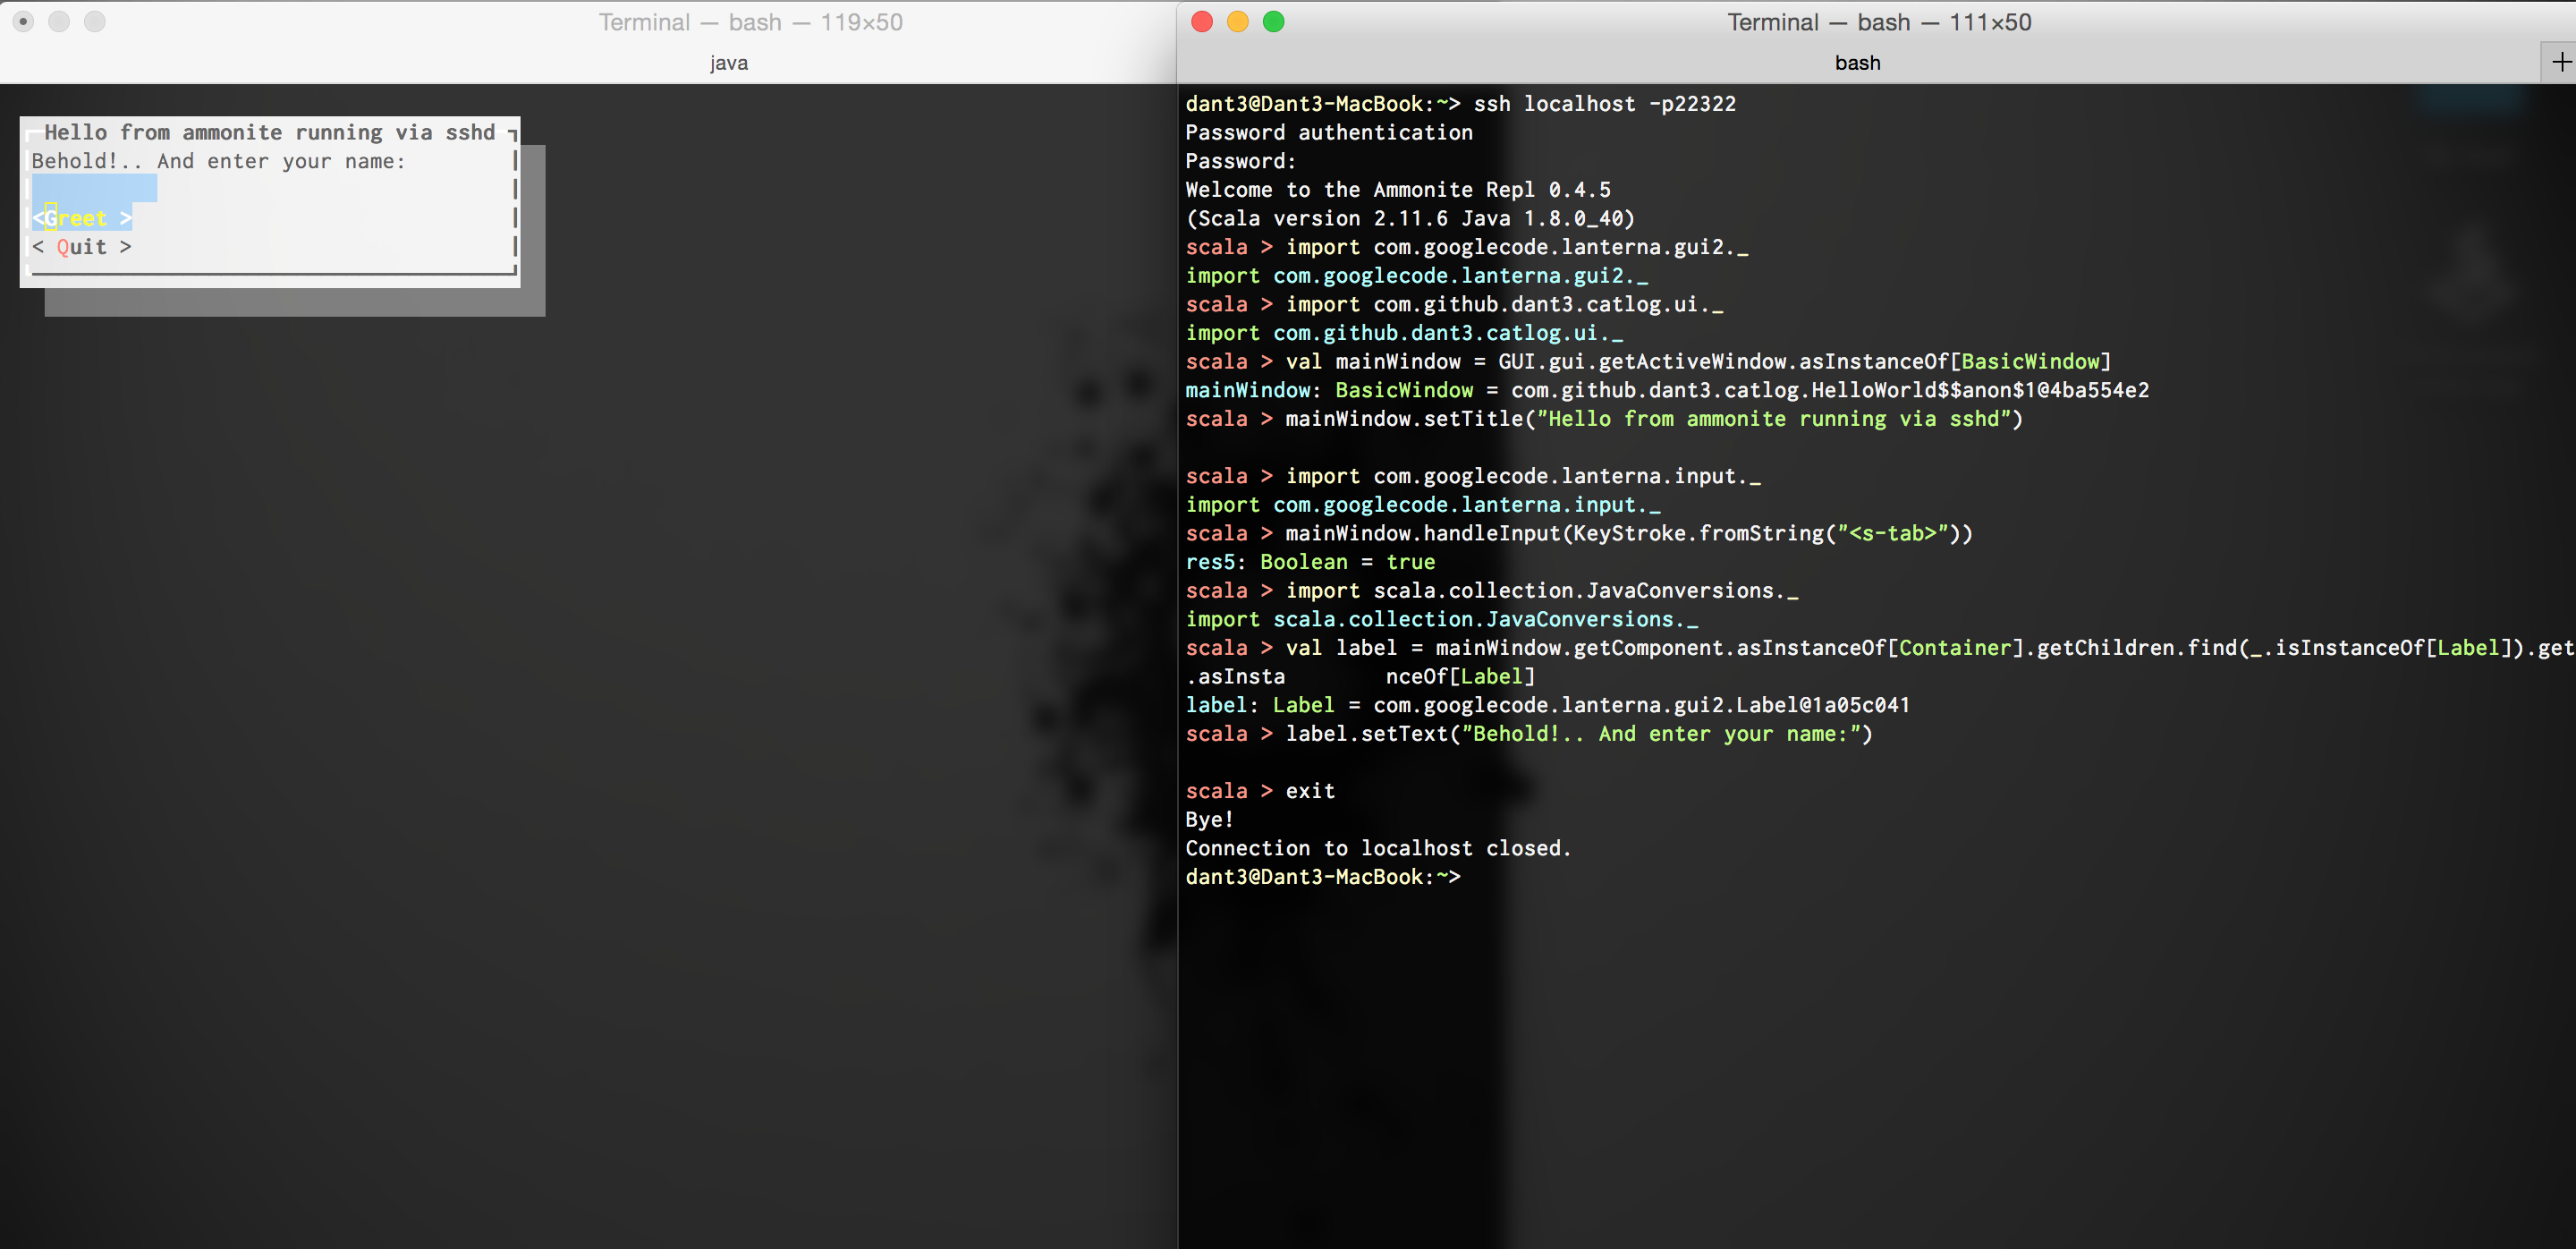 Terminal — bash — 119×50
java
Hello from ammonite running via sshd
Behold!.. And enter your name:
<Greet >
< Quit >
Terminal — bash — 111×50
bash
dant3@Dant3-MacBook:~> ssh localhost -p22322
Password authentication
Password:
Welcome to the Ammonite Repl 0.4.5
(Scala version 2.11.6 Java 1.8.0_40)
scala > import com.googlecode.lanterna.gui2._
import com.googlecode.lanterna.gui2._
scala > import com.github.dant3.catlog.ui._
import com.github.dant3.catlog.ui._
scala > val mainWindow = GUI.gui.getActiveWindow.asInstanceOf[BasicWindow]
mainWindow: BasicWindow = com.github.dant3.catlog.HelloWorld$$anon$1@4ba554e2
scala > mainWindow.setTitle("Hello from ammonite running via sshd")
scala > import com.googlecode.lanterna.input._
import com.googlecode.lanterna.input._
scala > mainWindow.handleInput(KeyStroke.fromString("<s-tab>"))
res5: Boolean = true
scala > import scala.collection.JavaConversions._
import scala.collection.JavaConversions._
scala > val label = mainWindow.getComponent.asInstanceOf[Container].getChildren.find(_.isInstanceOf[Label]).get
.asInsta        nceOf[Label]
label: Label = com.googlecode.lanterna.gui2.Label@1a05c041
scala > label.setText("Behold!.. And enter your name:")
scala > exit
Bye!
Connection to localhost closed.
dant3@Dant3-MacBook:~>